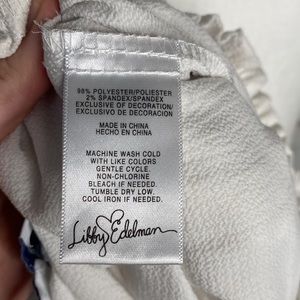 98% POLYESTER/POLIESTER
2% SPANDEX/SPANDEX
EXCLUSIVE OF DECORATION/
EXCLUSIVO DE DECORACION
MADE IN CHINA
HECHO EN CHINA
MACHINE WASH COLD
WITH LIKE COLORS
GENTLE CYCLE.
NON-CHLORINE
BLEACH IF NEEDED.
TUMBLE DRY LOW.
COOL IRON IF NEEDED.
Libby Edelman